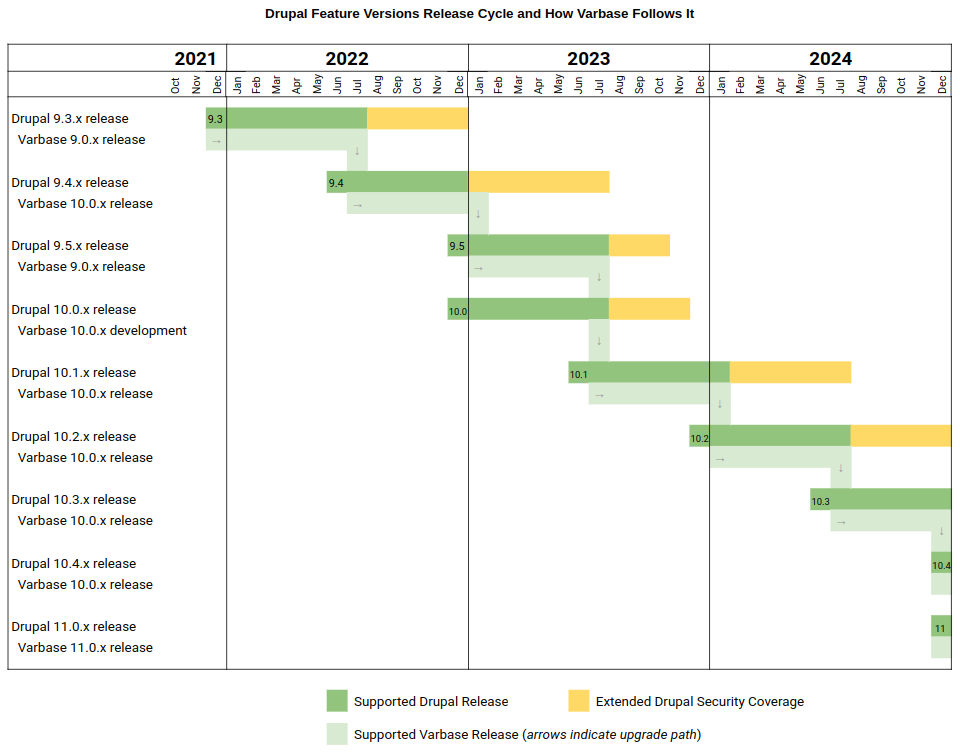 Drupal Feature Versions Release Cycle and How Varbase Follows It
2021 2022 2023 2024
Oct Nov Dec Jan Feb Mar Apr May Jun Jul Aug Sep Oct Nov Dec Jan Feb Mar Apr May Jun Jul Aug Sep Oct Nov Dec Jan Feb Mar Apr May Jun Jul Aug Sep Oct Nov Dec
Drupal 9.3.x release 9.3
Varbase 9.0.x release →
↓
Drupal 9.4.x release 9.4
Varbase 10.0.x release → ↓
Drupal 9.5.x release 9.5
Varbase 9.0.x release → ↓
Drupal 10.0.x release 10.0
Varbase 10.0.x development ↓
Drupal 10.1.x release 10.1
Varbase 10.0.x release → ↓
Drupal 10.2.x release 10.2
Varbase 10.0.x release → ↓
Drupal 10.3.x release 10.3
Varbase 10.0.x release → ↓
Drupal 10.4.x release 10.4
Varbase 10.0.x release
Drupal 11.0.x release 11
Varbase 11.0.x release
Supported Drupal Release Extended Drupal Security Coverage
Supported Varbase Release (arrows indicate upgrade path)